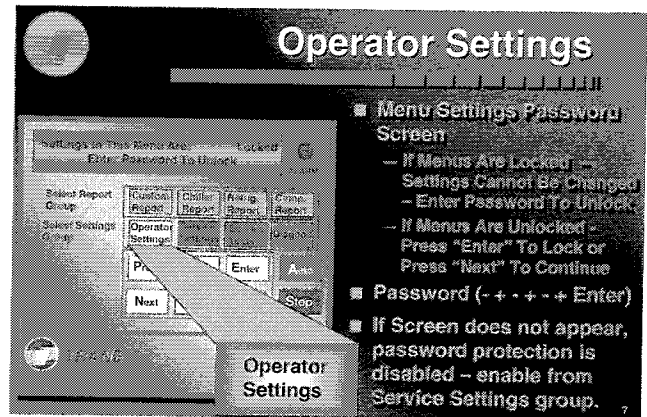 Operator Settings
■ Menu Settings Password
Screen
– If Menus Are Locked –
Settings Cannot Be Changed
– Enter Password To Unlock
– If Menus Are Unlocked -
Press "Enter" To Lock or
Press "Next" To Continue
■ Password (- + - + - + Enter)
■ If Screen does not appear,
password protection is
disabled – enable from
Service Settings group.
Settings In This Menu Are Locked
Enter Password To Unlock
Select Report
Group
Custom
Report
Chiller
Report
Refrig.
Report
Comp.
Report
Select Settings
Group
Operator
Settings
Enter
Auto
Next
Stop
Operator
Settings
7